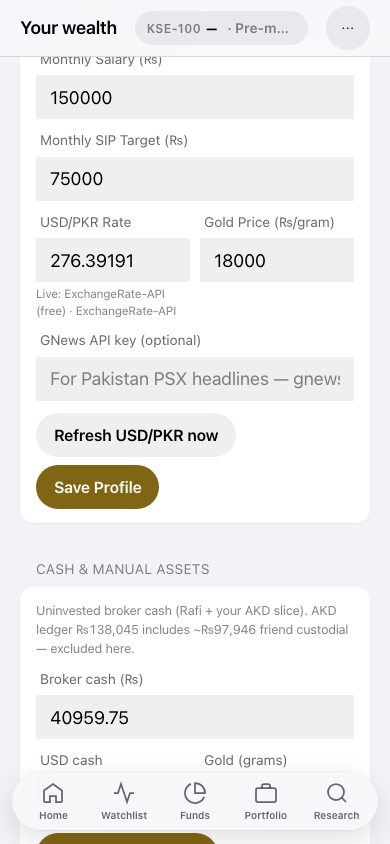 Your wealth
KSE-100 — · Pre-m...
...
Monthly Salary (₨)
150000
Monthly SIP Target (₨)
75000
USD/PKR Rate
Gold Price (₨/gram)
276.39191
18000
Live: ExchangeRate-API
(free) · ExchangeRate-API
GNews API key (optional)
For Pakistan PSX headlines — gnews
Refresh USD/PKR now
Save Profile
CASH & MANUAL ASSETS
Uninvested broker cash (Rafi + your AKD slice). AKD
ledger ₨138,045 includes ~₨97,946 friend custodial
— excluded here.
Broker cash (₨)
40959.75
USD cash
Gold (grams)
Home
Watchlist
Funds
Portfolio
Research